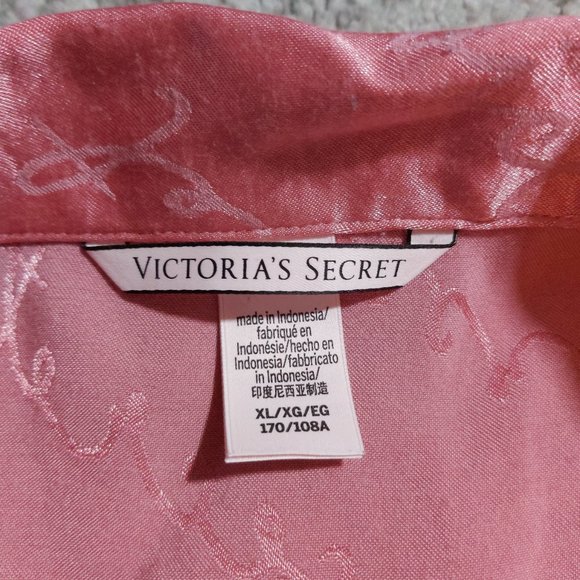 VICTORIA'S SECRET
made in Indonesia/
fabriqué en
Indonésie/hecho en
Indonesia/fabbricato
in Indonesia/
印度尼西亚制造
XL/XG/EG
170/108A